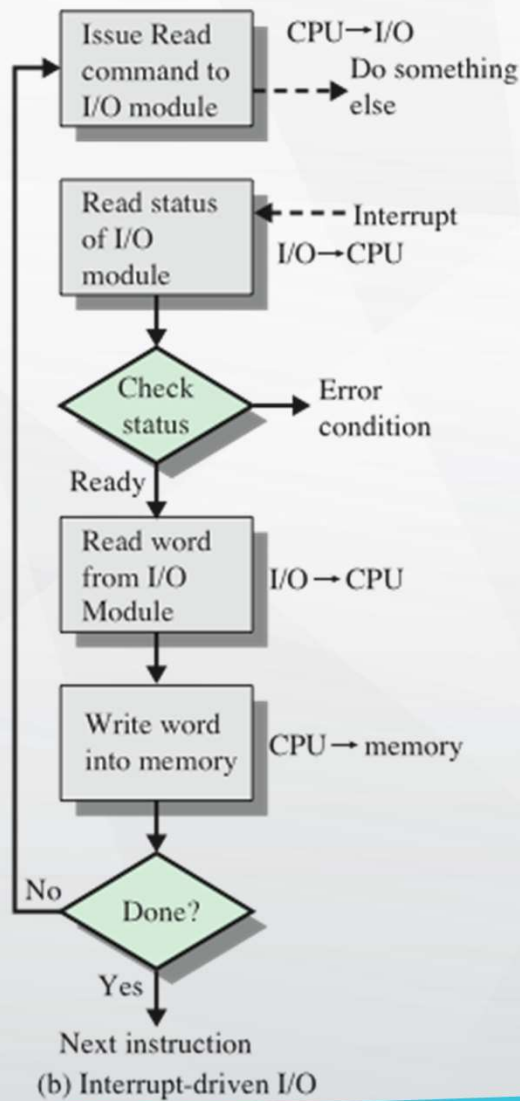 Issue Read
command to
I/O module
CPU→I/O
Do something
else
Read status
of I/O
module
Interrupt
I/O→CPU
Check
status
Error
condition
Ready
Read word
from I/O
Module
I/O→CPU
Write word
into memory
CPU→memory
No
Done?
Yes
Next instruction
(b) Interrupt-driven I/O